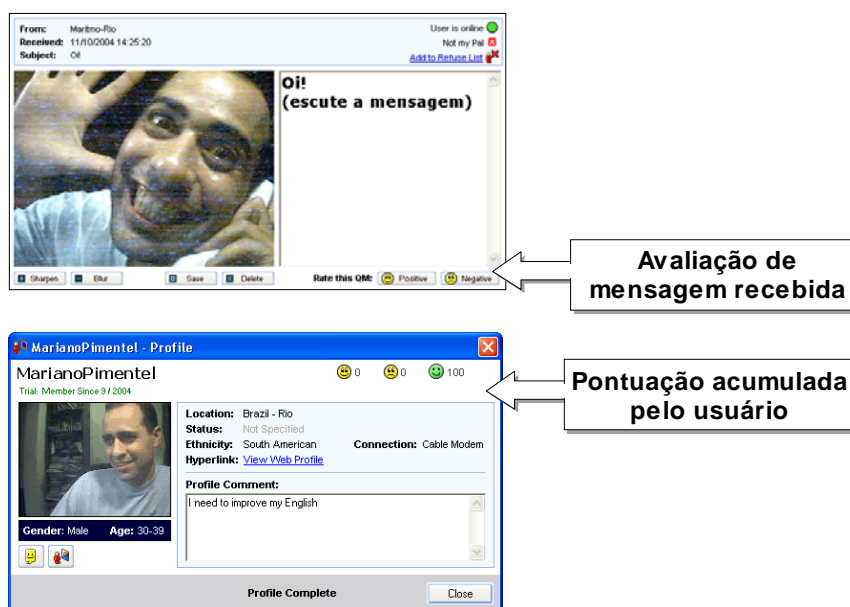 From: Maritmo-Rio
User is online
Received: 11/10/2004 14:25:20
Not my Pal
Subject: Oi!
Add to Refuse List
Oi!
(escute a mensagem)
Sharpen Blur Save Delete Rate this QM: Positive Negative
Avaliação de
mensagem recebida
MarianoPimentel - Profile
MarianoPimentel 0 0 100
Trial: Member Since 9 / 2004
Location: Brazil - Rio
Status: Not Specified
Ethnicity: South American Connection: Cable Modem
Hyperlink: View Web Profile
Profile Comment:
I need to improve my English
Gender: Male Age: 30-39
Profile Complete Close
Pontuação acumulada
pelo usuário